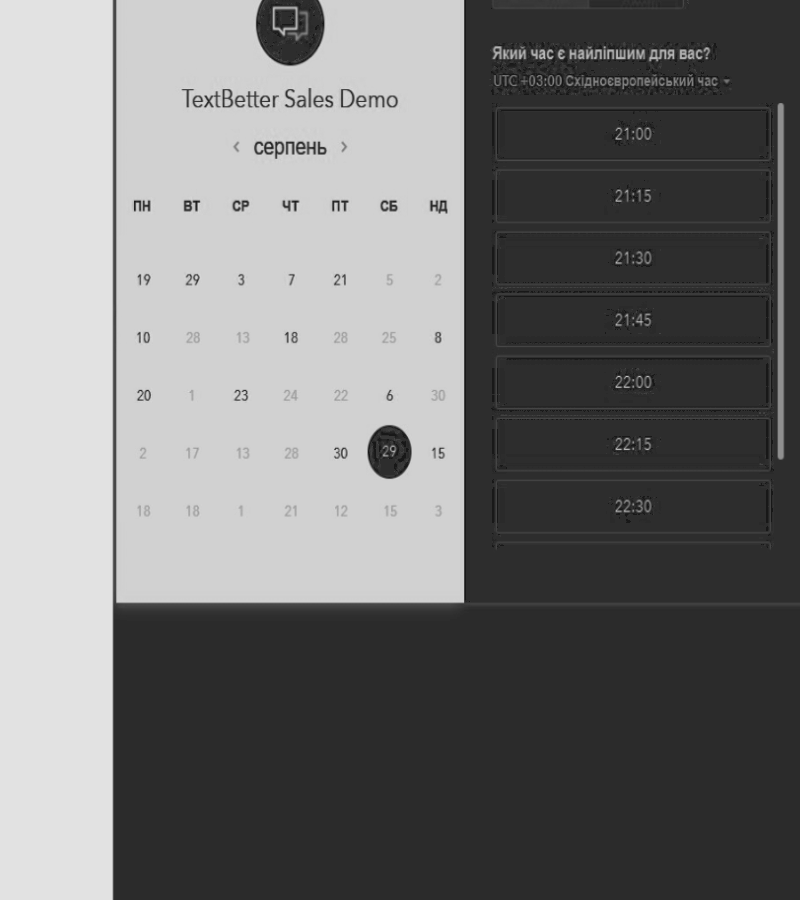 TextBetter Sales Demo
‹ серпень ›
ПН ВТ СР ЧТ ПТ СБ НД
19 29 3 7 21 5 2
10 28 13 18 28 25 8
20 1 23 24 22 6 30
2 17 13 28 30 29 15
18 18 1 21 12 15 3
Який час є найліпшим для вас?
UTC +03:00 Східноєвропейський час
21:00
21:15
21:30
21:45
22:00
22:15
22:30